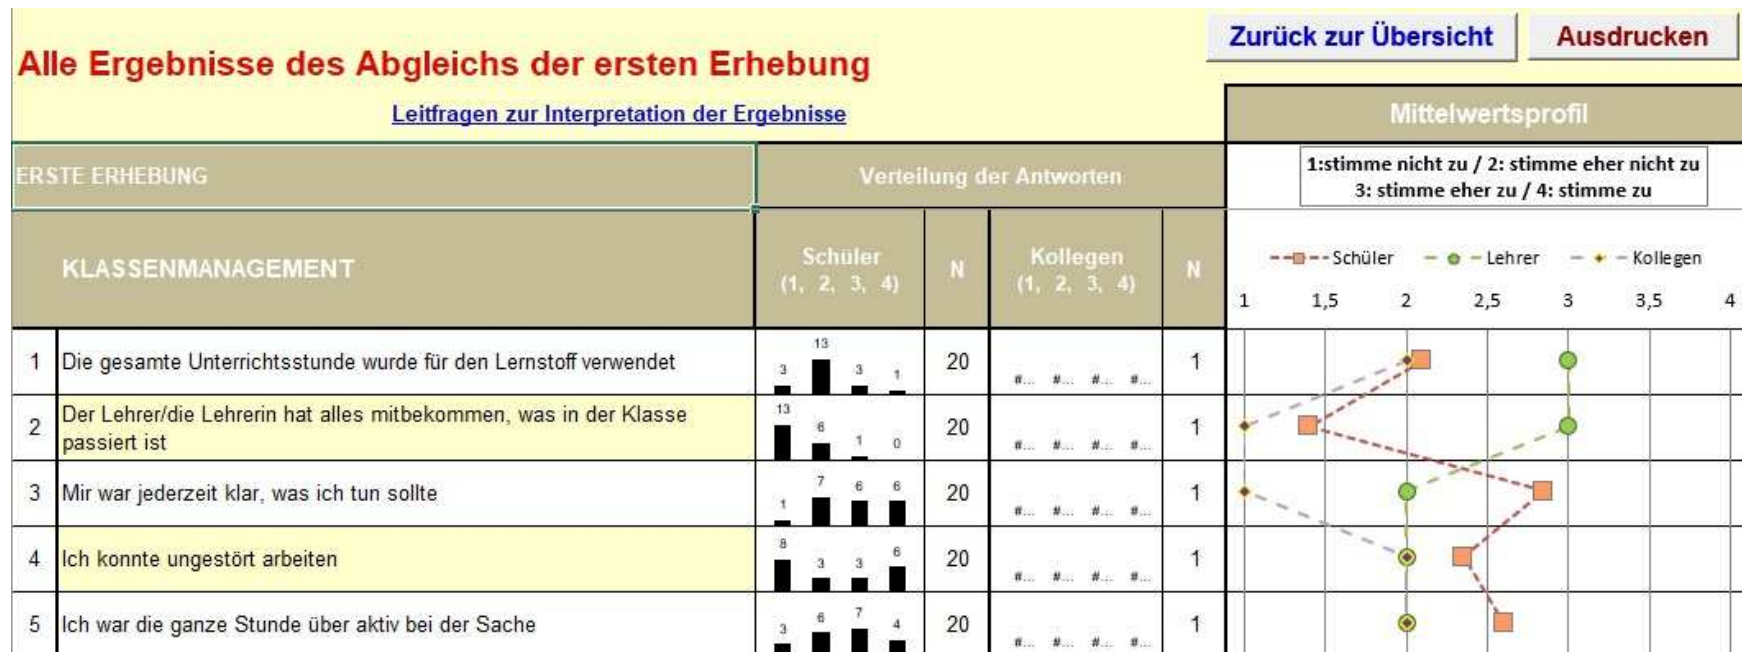 Zurück zur Übersicht
Ausdrucken
Alle Ergebnisse des Abgleichs der ersten Erhebung
Leitfragen zur Interpretation der Ergebnisse
Mittelwertsprofil
ERSTE ERHEBUNG
Verteilung der Antworten
1:stimme nicht zu / 2: stimme eher nicht zu
3: stimme eher zu / 4: stimme zu
KLASSENMANAGEMENT
Schüler
(1, 2, 3, 4)
N
Kollegen
(1, 2, 3, 4)
N
Schüler
Lehrer
Kollegen
1 1,5 2 2,5 3 3,5 4
1 Die gesamte Unterrichtsstunde wurde für den Lernstoff verwendet
3 13 3 1
20
#... #... #... #...
1
2 Der Lehrer/die Lehrerin hat alles mitbekommen, was in der Klasse
passiert ist
13 6 1 0
20
#... #... #... #...
1
3 Mir war jederzeit klar, was ich tun sollte
1 7 6 6
20
#... #... #... #...
1
4 Ich konnte ungestört arbeiten
8 3 3 6
20
#... #... #... #...
1
5 Ich war die ganze Stunde über aktiv bei der Sache
3 6 7 4
20
#... #... #... #...
1